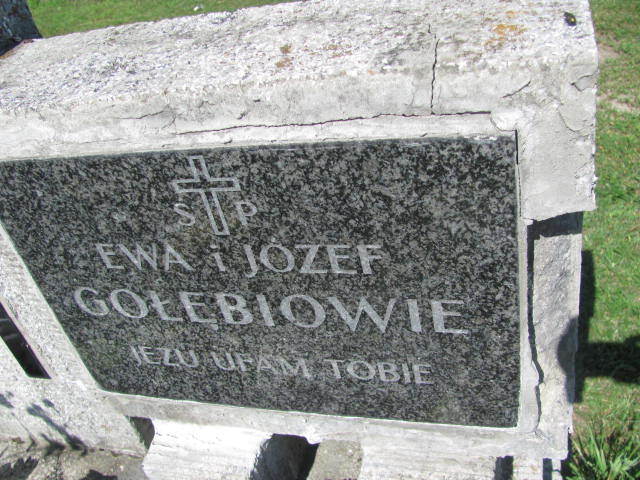 S P
EWA i JÓZEF
GOŁĘBIOWIE
JEZU UFAM TOBIE